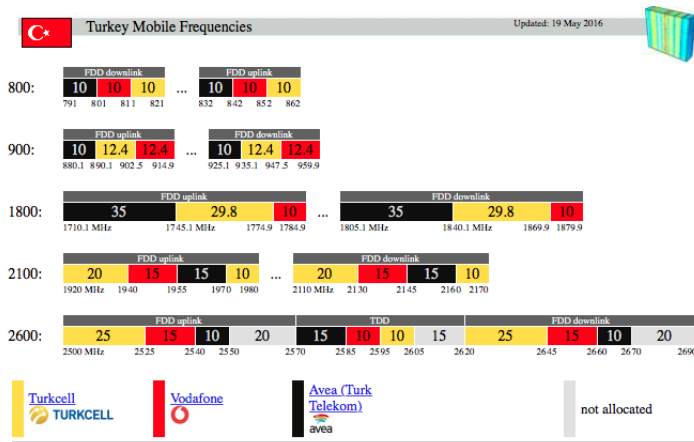 Turkey Mobile Frequencies
Updated: 19 May 2016
FDD downlink FDD uplink
800: 10 10 10 ... 10 10 10
791 801 811 821 832 842 852 862
FDD uplink FDD downlink
900: 10 12.4 12.4 ... 10 12.4 12.4
880.1 890.1 902.5 914.9 925.1 935.1 947.5 959.9
FDD uplink FDD downlink
1800: 35 29.8 10 ... 35 29.8 10
1710.1 MHz 1745.1 MHz 1774.9 1784.9 1805.1 MHz 1840.1 MHz 1869.9 1879.9
FDD uplink FDD downlink
2100: 20 15 15 10 ... 20 15 15 10
1920 MHz 1940 1955 1970 1980 2110 MHz 2130 2145 2160 2170
FDD uplink TDD FDD downlink
2600: 25 15 10 20 15 10 10 15 25 15 10 20
2500 MHz 2525 2540 2550 2570 2585 2595 2605 2620 2645 2660 2670 2690
Turkcell
TURKCELL
Vodafone
Avea (Turk
Telekom)
avea
not allocated